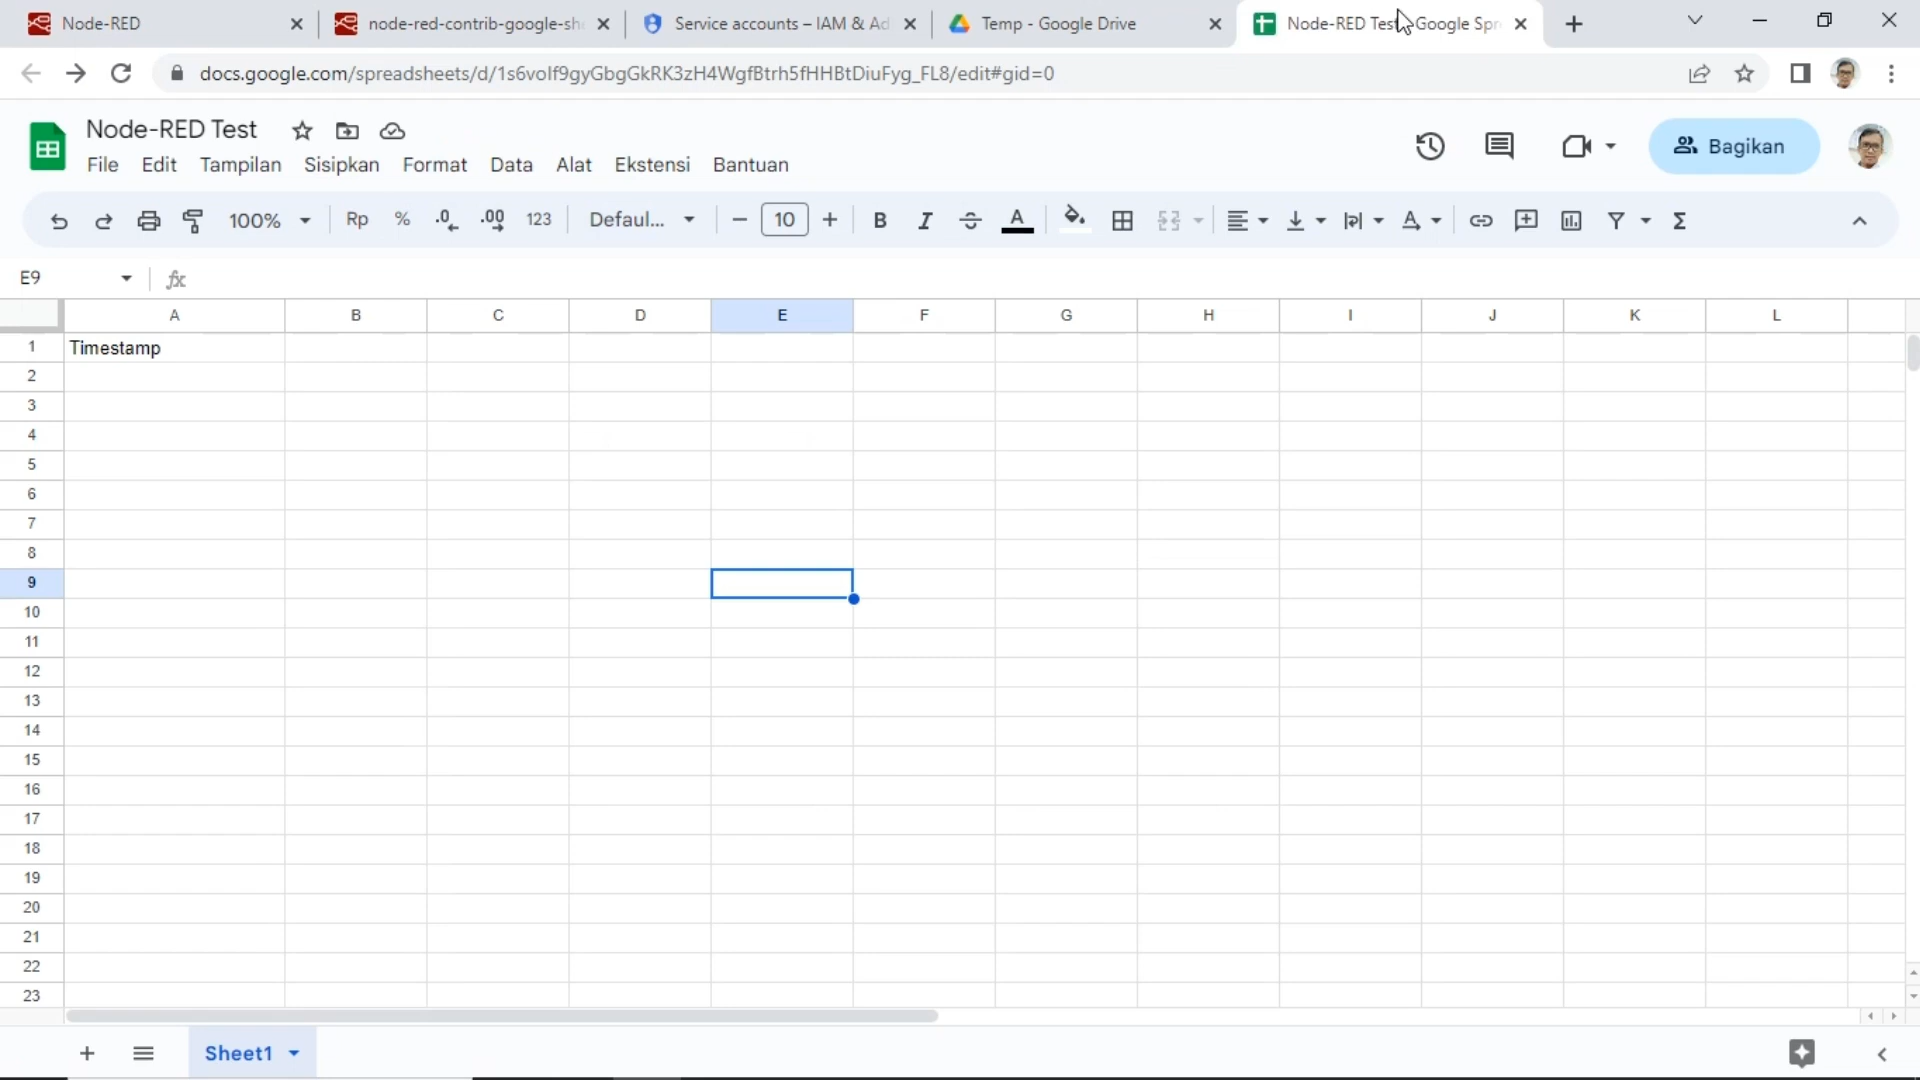 Node-RED
node-red-contrib-google-she
Service accounts – IAM & Ad
Temp - Google Drive
Node-RED Test - Google Spre
docs.google.com/spreadsheets/d/1s6volf9gyGbgGkRK3zH4WgfBtrh5fHHBtDiuFyg_FL8/edit#gid=0
Node-RED Test
File Edit Tampilan Sisipkan Format Data Alat Ekstensi Bantuan
Bagikan
100% Rp % .0 .00 123 Defaul... 10 B I A
E9 fx
A B C D E F G H I J K L
1 Timestamp
2
3
4
5
6
7
8
9
10
11
12
13
14
15
16
17
18
19
20
21
22
23
Sheet1